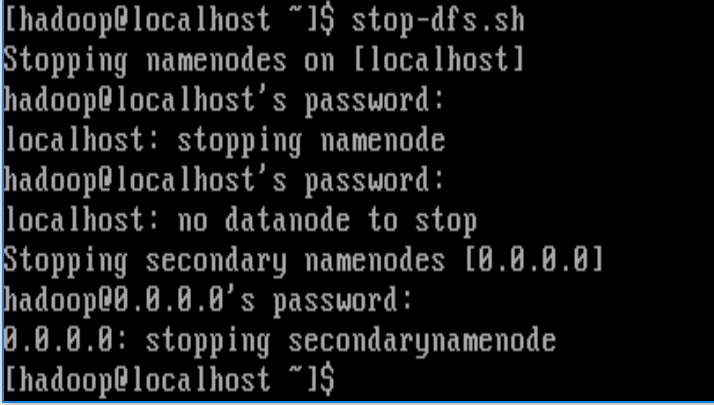 [hadoop@localhost ~]$ stop-dfs.sh
Stopping namenodes on [localhost]
hadoop@localhost's password:
localhost: stopping namenode
hadoop@localhost's password:
localhost: no datanode to stop
Stopping secondary namenodes [0.0.0.0]
hadoop@0.0.0.0's password:
0.0.0.0: stopping secondarynamenode
[hadoop@localhost ~]$